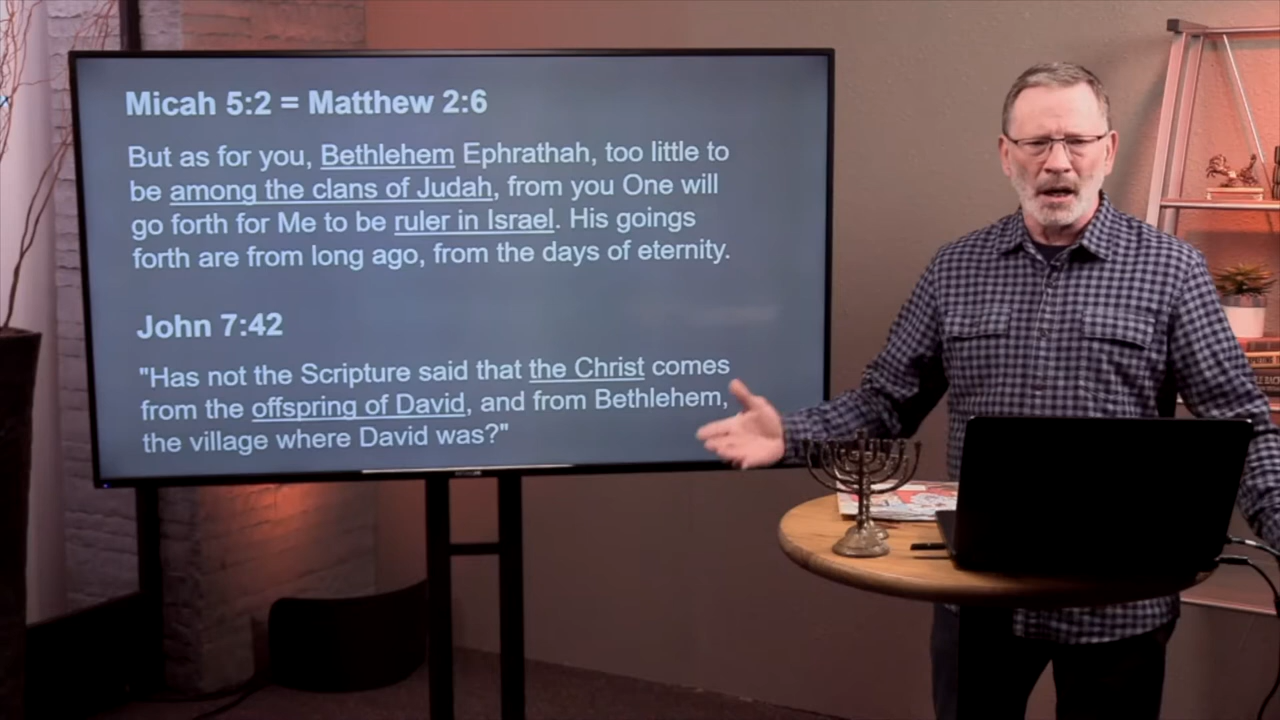 Micah 5:2 = Matthew 2:6
But as for you, Bethlehem Ephrathah, too little to
be among the clans of Judah, from you One will
go forth for Me to be ruler in Israel. His goings
forth are from long ago, from the days of eternity.
John 7:42
"Has not the Scripture said that the Christ comes
from the offspring of David, and from Bethlehem,
the village where David was?"